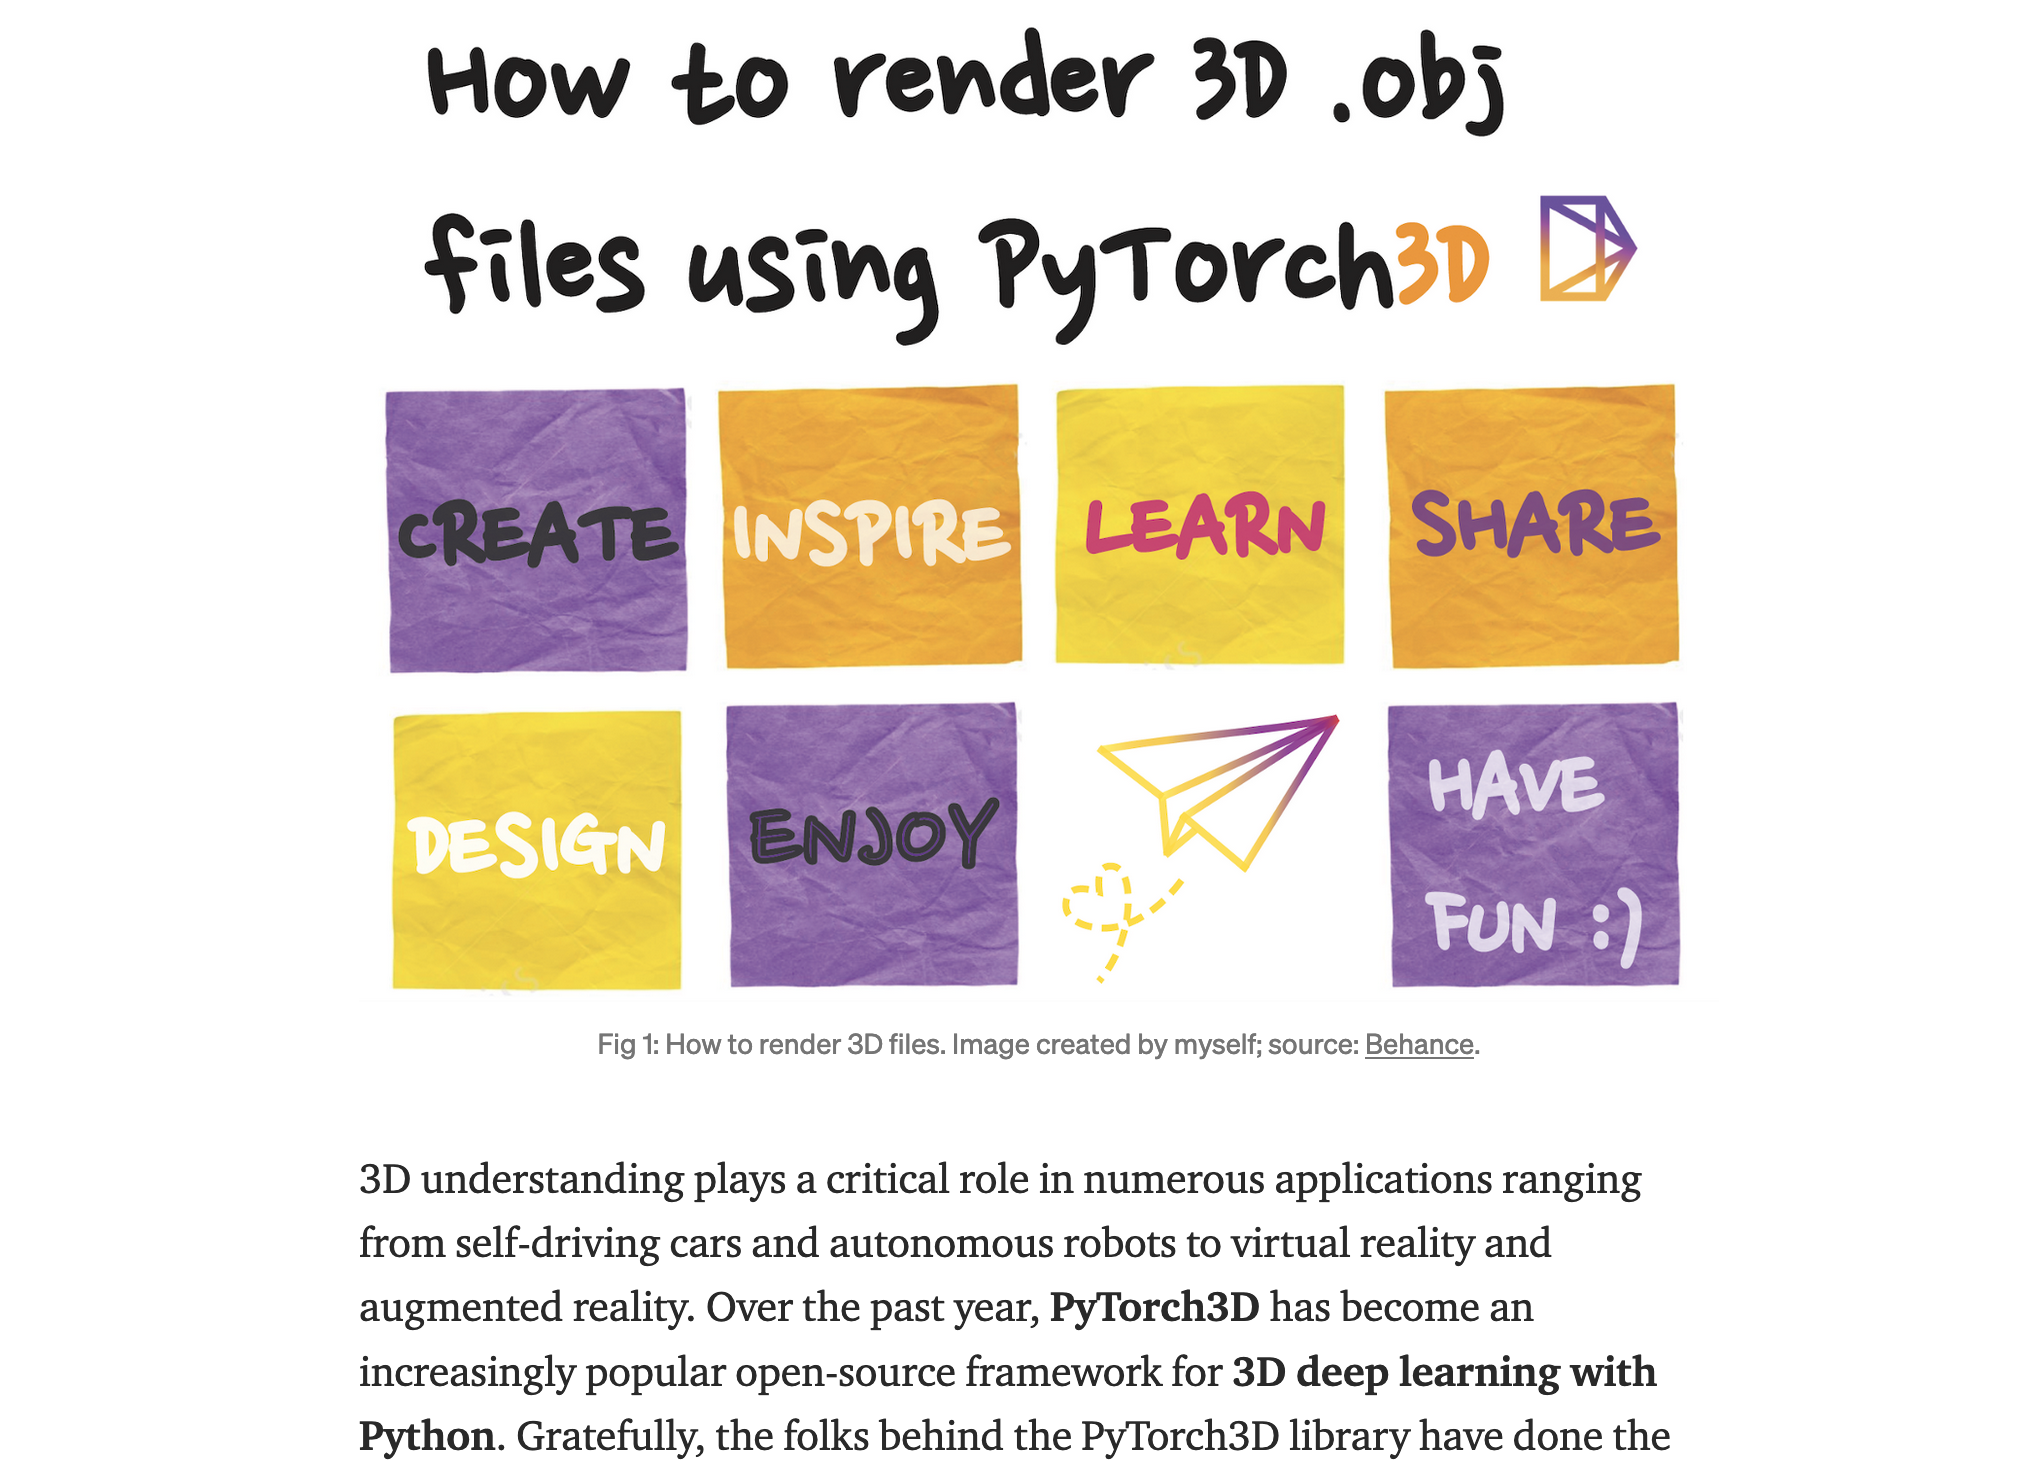 How to render 3D .obj
files using PyTorch3D
CREATE
INSPIRE
LEARN
SHARE
DESIGN
ENJOY
HAVE
FUN :)
Fig 1: How to render 3D files. Image created by myself; source: Behance.
3D understanding plays a critical role in numerous applications ranging
from self-driving cars and autonomous robots to virtual reality and
augmented reality. Over the past year, PyTorch3D has become an
increasingly popular open-source framework for 3D deep learning with
Python. Gratefully, the folks behind the PyTorch3D library have done the